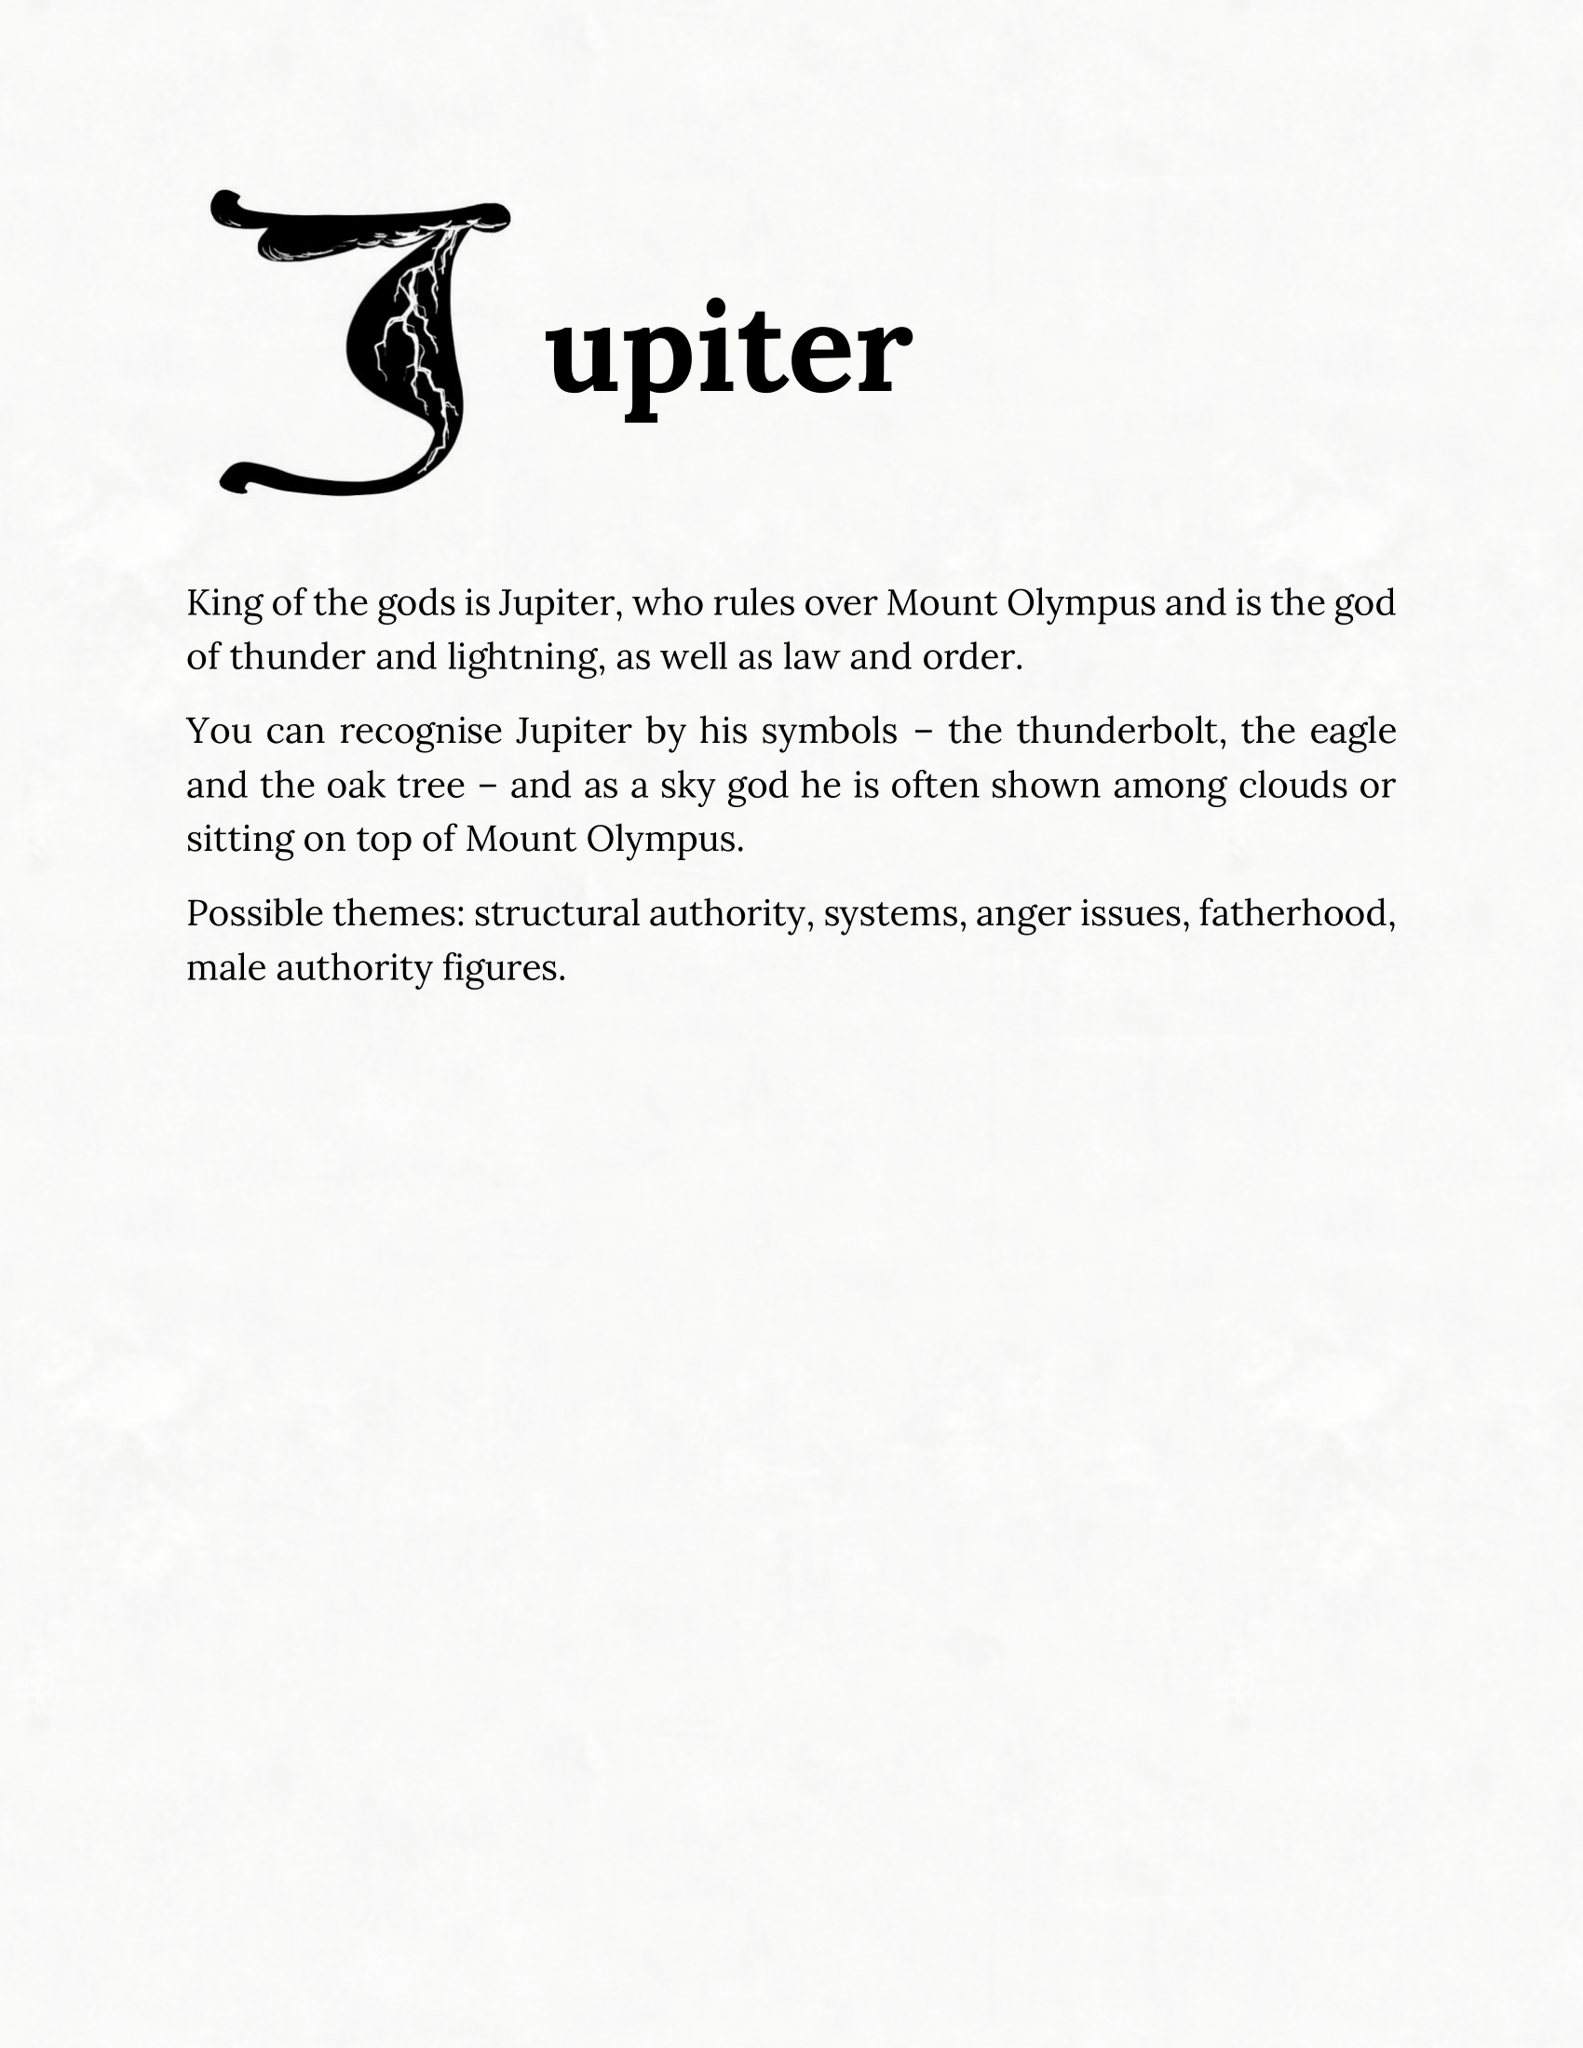 Jupiter
King of the gods is Jupiter, who rules over Mount Olympus and is the god
of thunder and lightning, as well as law and order.
You can recognise Jupiter by his symbols – the thunderbolt, the eagle
and the oak tree – and as a sky god he is often shown among clouds or
sitting on top of Mount Olympus.
Possible themes: structural authority, systems, anger issues, fatherhood,
male authority figures.